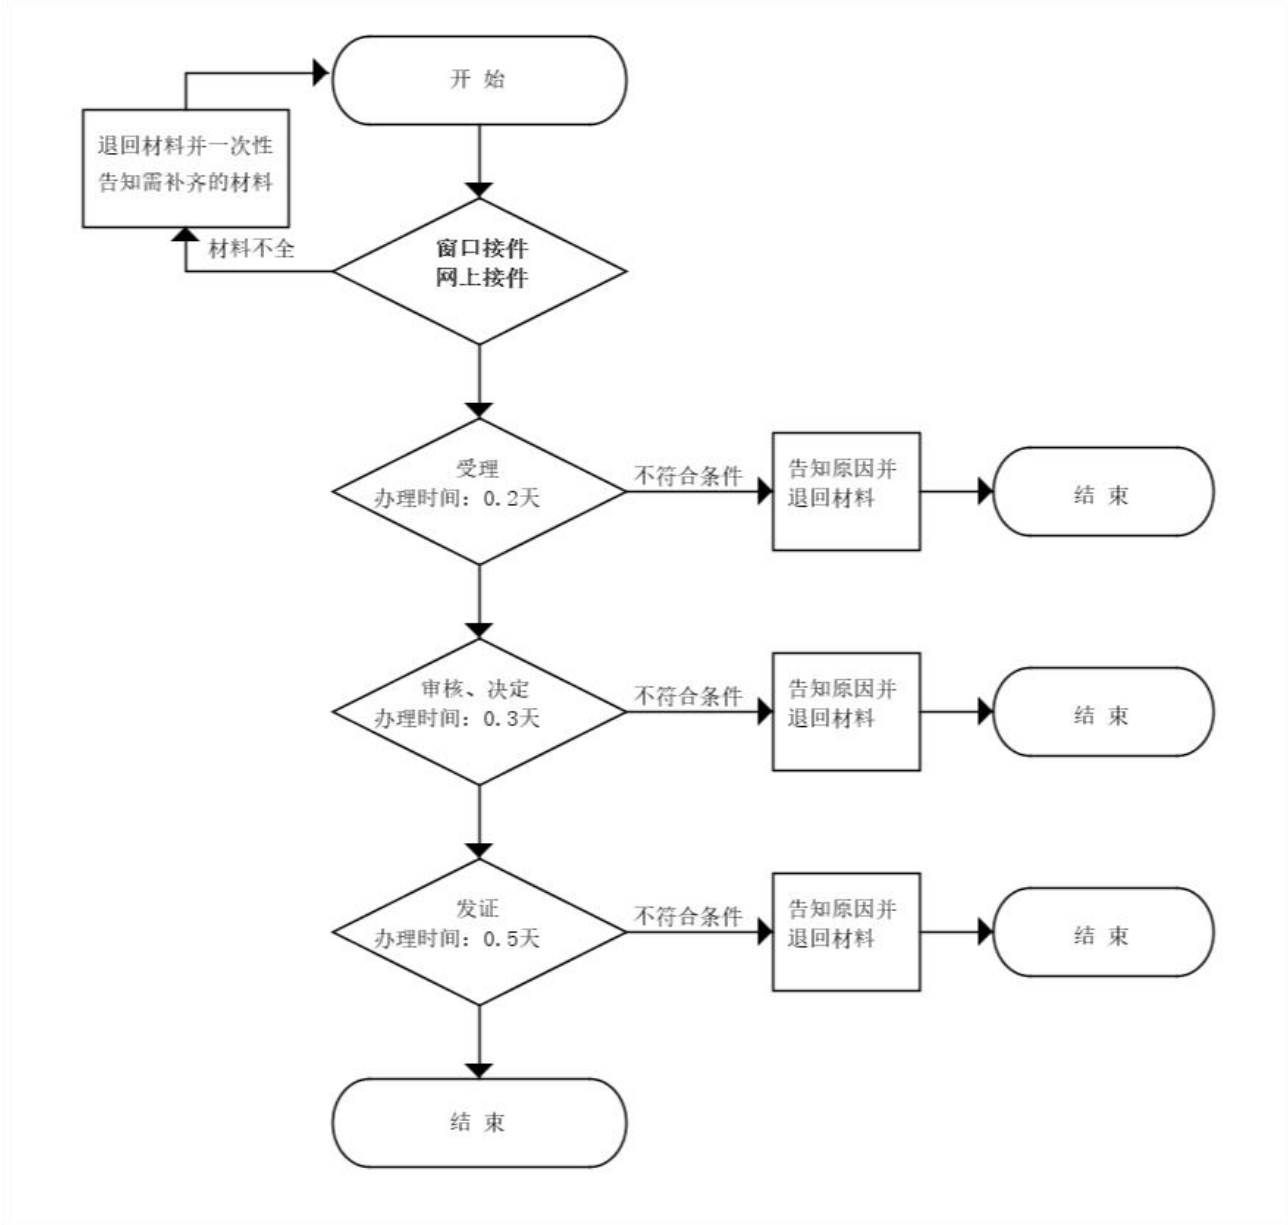 开 始
退回材料并一次性
告知需补齐的材料
材料不全
窗口接件
网上接件
受理
办理时间：0.2天
不符合条件
告知原因并
退回材料
结 束
审核、决定
办理时间：0.3天
不符合条件
告知原因并
退回材料
结 束
发证
办理时间：0.5天
不符合条件
告知原因并
退回材料
结 束
结 束